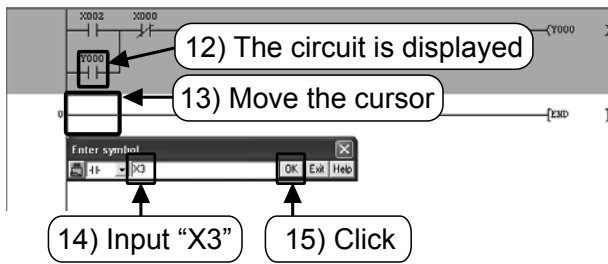 X002 X000
(Y000 X
Y000
12) The circuit is displayed
13) Move the cursor
0
[END ]
Enter symbol
X3 OK Exit Help
14) Input “X3” 15) Click